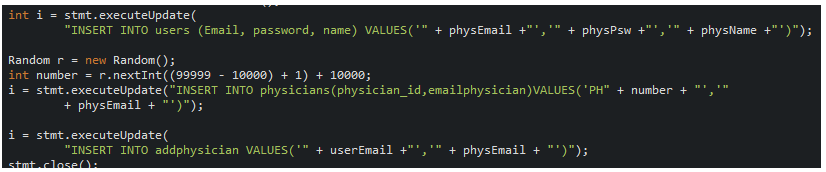 int i = stmt.executeUpdate(
"INSERT INTO users (Email, password, name) VALUES('" + physEmail +"','" + physPsw +"','" + physName +"')");
Random r = new Random();
int number = r.nextInt((99999 - 10000) + 1) + 10000;
i = stmt.executeUpdate("INSERT INTO physicians(physician_id,emailphysician)VALUES('PH" + number + "','"
+ physEmail + "')");
i = stmt.executeUpdate(
"INSERT INTO addphysician VALUES('" + userEmail +"','" + physEmail + "')");
stmt.close();